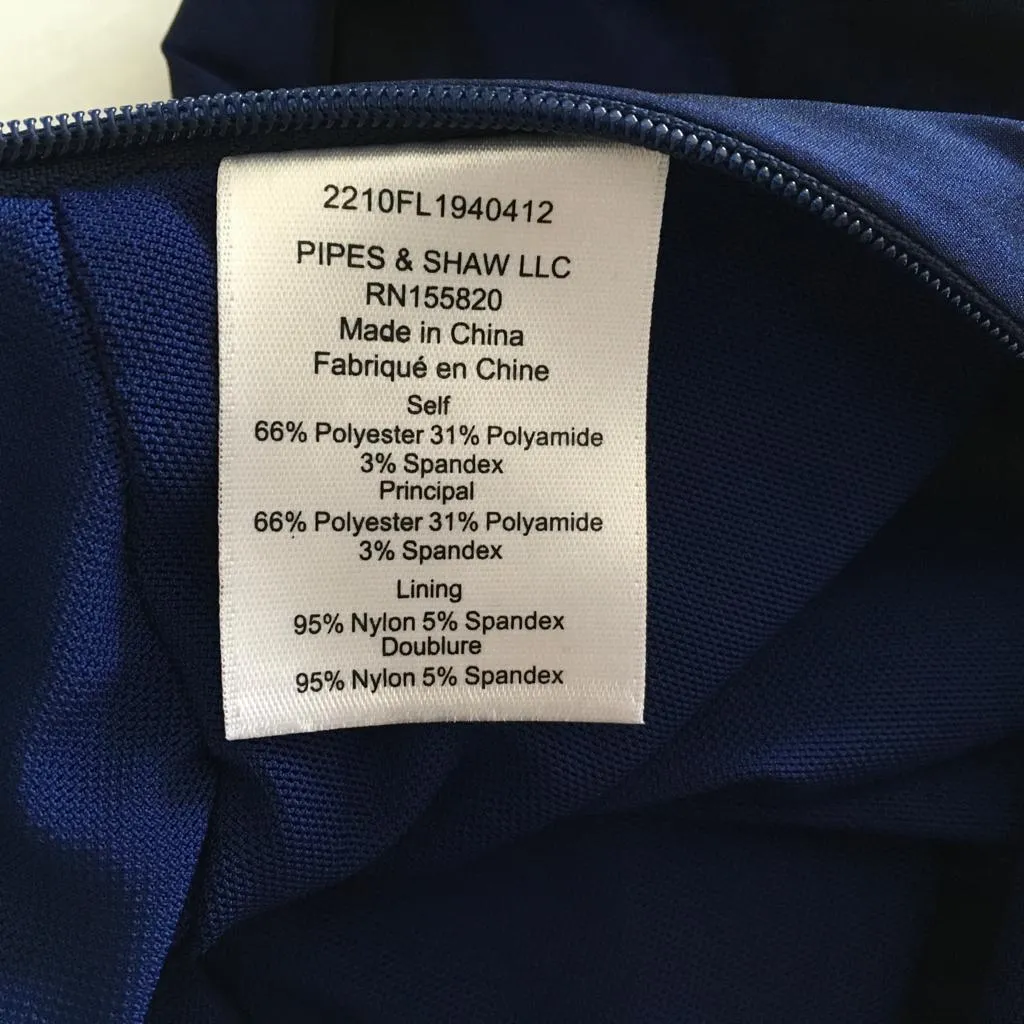 2210FL1940412
PIPES & SHAW LLC
RN155820
Made in China
Fabriqué en Chine
Self
66% Polyester 31% Polyamide
3% Spandex
Principal
66% Polyester 31% Polyamide
3% Spandex
Lining
95% Nylon 5% Spandex
Doublure
95% Nylon 5% Spandex